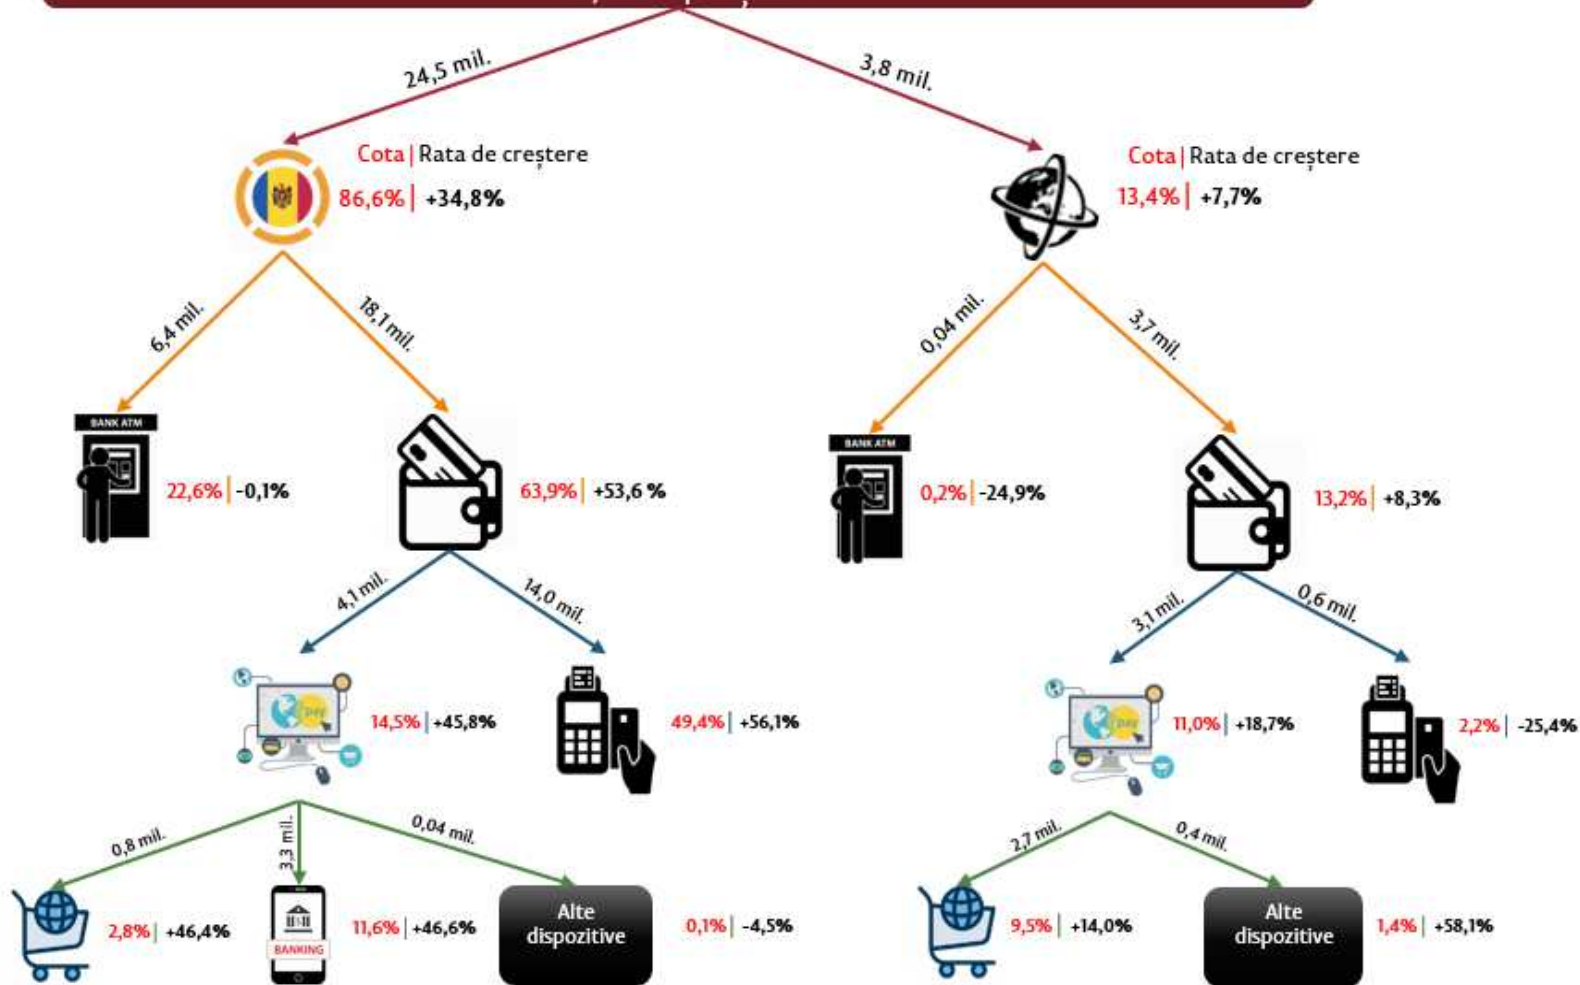 24,5 mil.
3,8 mil.
Cota | Rata de creștere
86,6% | +34,8%
Cota | Rata de creștere
13,4% | +7,7%
6,4 mil.
18,1 mil.
0,04 mil.
3,7 mil.
BANK ATM
22,6% | -0,1%
63,9% | +53,6 %
BANK ATM
0,2% | -24,9%
13,2% | +8,3%
4,1 mil.
14,0 mil.
3,1 mil.
0,6 mil.
pay
14,5% | +45,8%
49,4% | +56,1%
pay
11,0% | +18,7%
2,2% | -25,4%
0,8 mil.
3,3 mil.
0,04 mil.
2,7 mil.
0,4 mil.
2,8% | +46,4%
BANKING
11,6% | +46,6%
Alte
dispozitive
0,1% | -4,5%
9,5% | +14,0%
Alte
dispozitive
1,4% | +58,1%